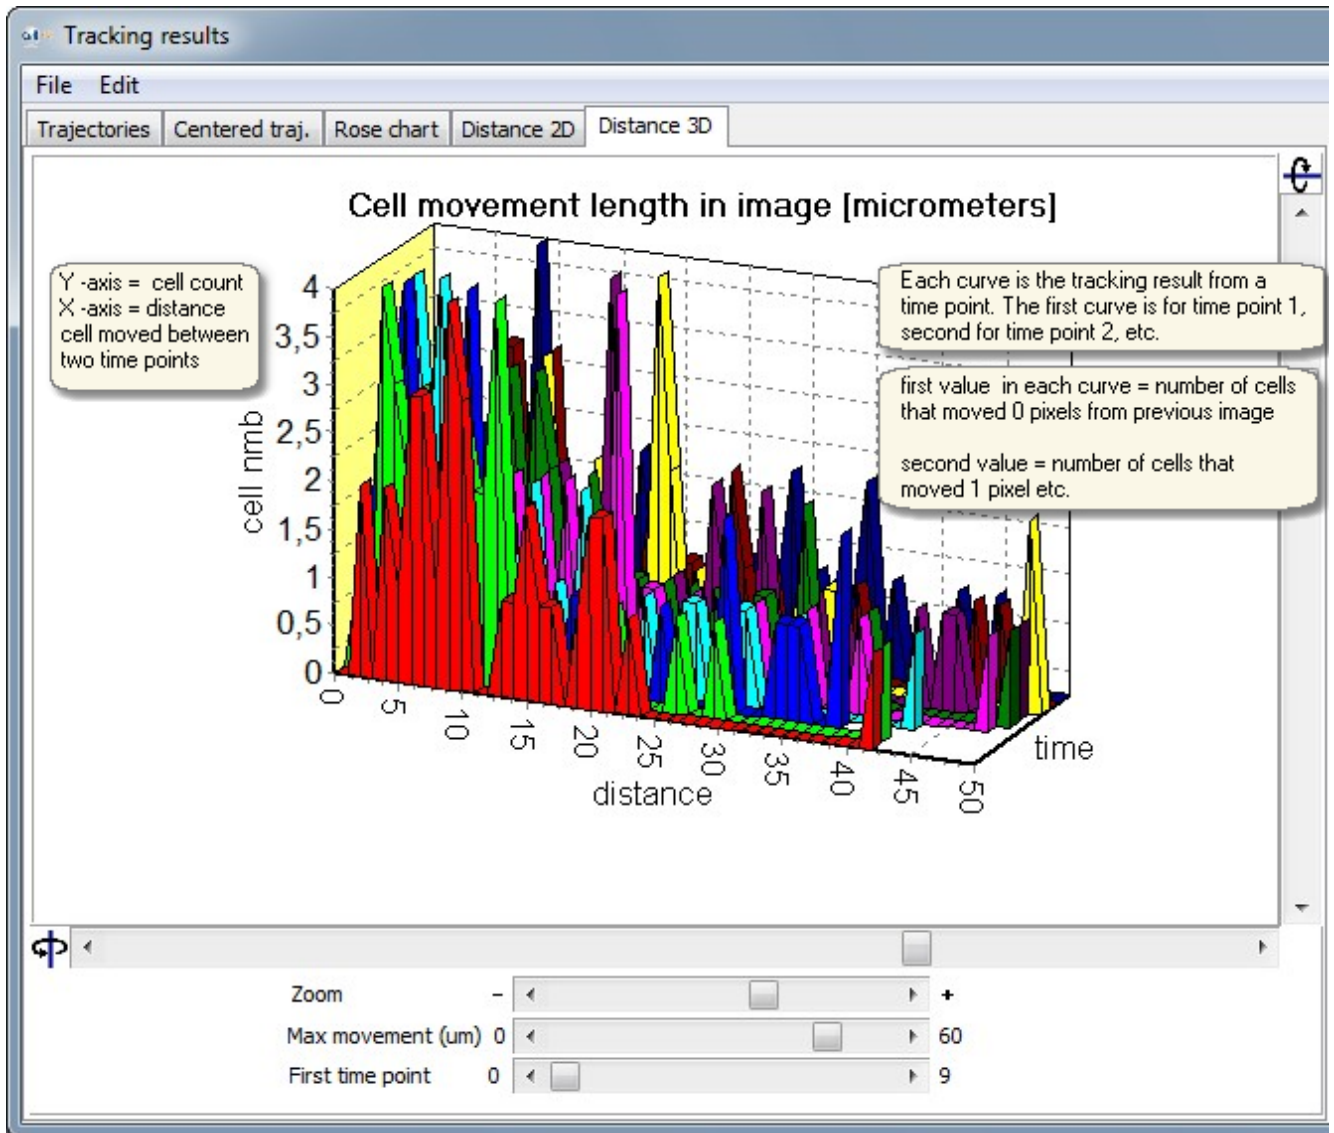 Tracking results
File Edit
Trajectories Centered traj. Rose chart Distance 2D Distance 3D
Cell movement length in image [micrometers]
Y -axis = cell count
X -axis = distance
cell moved between
two time points
Each curve is the tracking result from a
time point. The first curve is for time point 1,
second for time point 2, etc.
first value in each curve = number of cells
that moved 0 pixels from previous image
second value = number of cells that
moved 1 pixel etc.
4
3,5
3
2,5
2
1,5
1
0,5
0
cell nmb
0 5 10 15 20 25 30 35 40 45 50
distance
time
Zoom - +
Max movement (um) 0 60
First time point 0 9